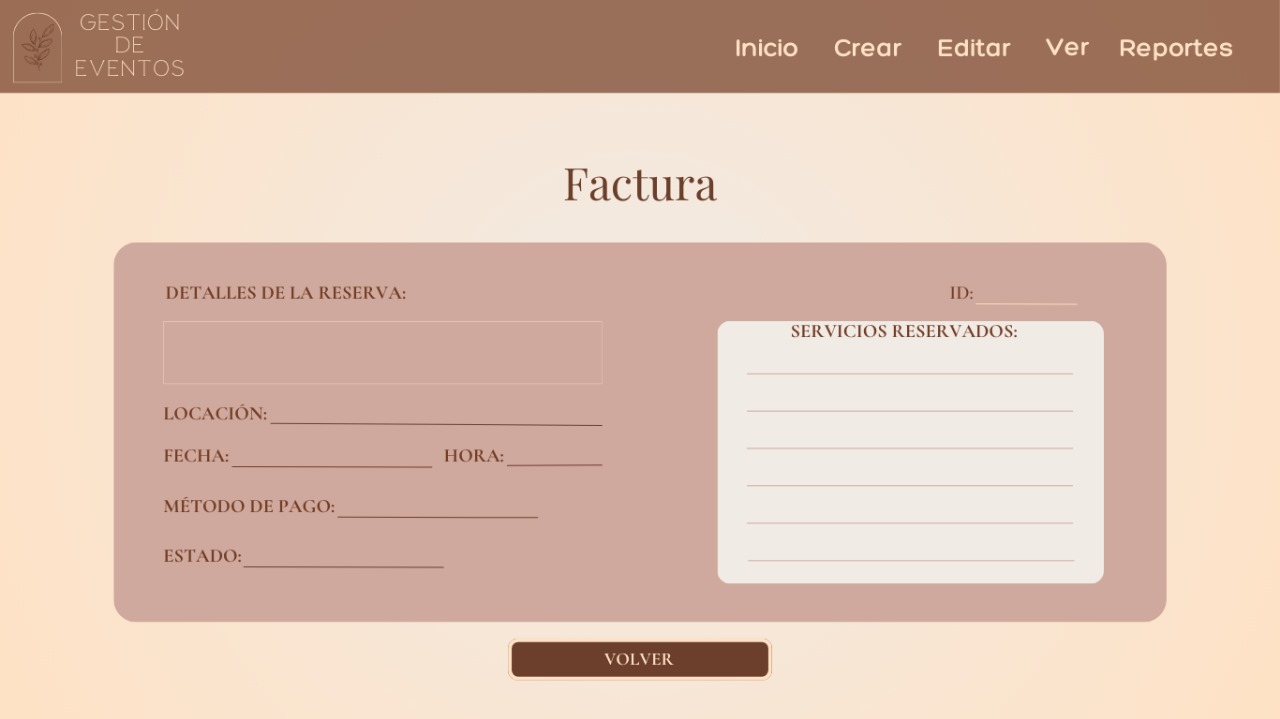 GESTIÓN
DE
EVENTOS
Inicio Crear Editar Ver Reportes
Factura
DETALLES DE LA RESERVA:
ID:
SERVICIOS RESERVADOS:
LOCACIÓN:
FECHA: HORA:
MÉTODO DE PAGO:
ESTADO:
VOLVER